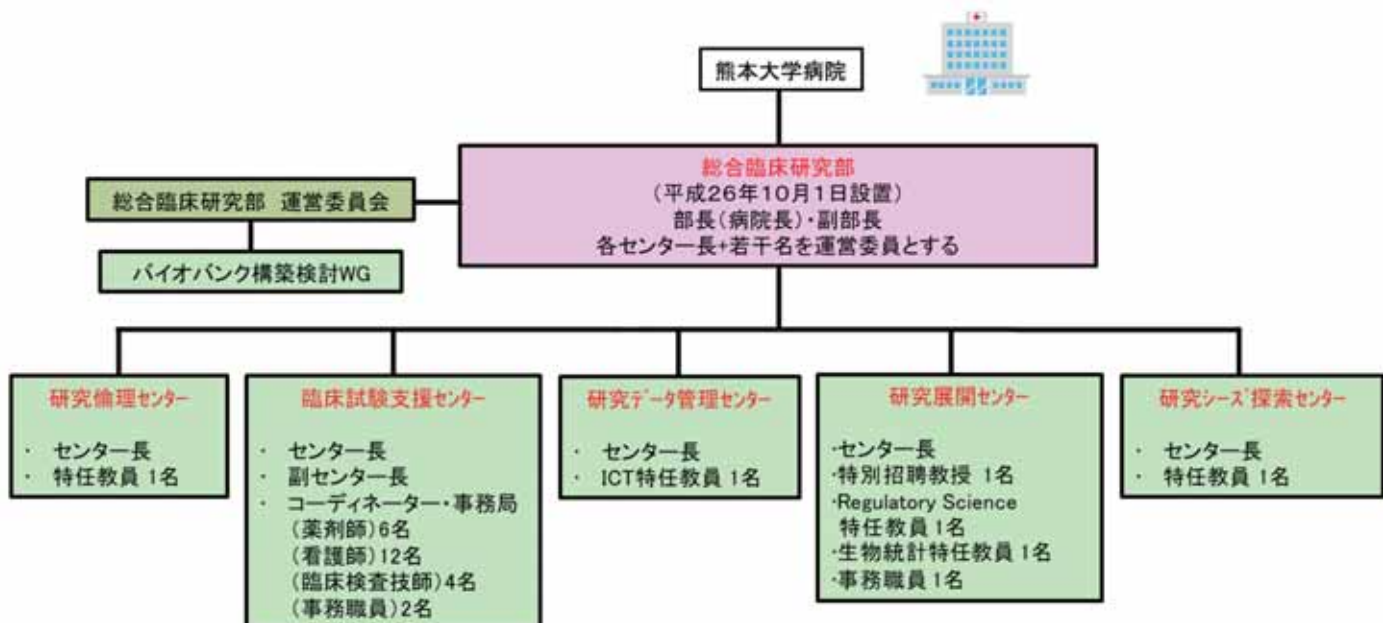 熊本大学病院
総合臨床研究部
(平成26年10月1日設置)
部長(病院長)・副部長
各センター長+若干名を運営委員とする
総合臨床研究部 運営委員会
バイオバンク構築検討WG
研究倫理センター
・ センター長
・ 特任教員 1名
臨床試験支援センター
・ センター長
・ 副センター長
・ コーディネーター・事務局
(薬剤師)6名
(看護師)12名
(臨床検査技師)4名
(事務職員)2名
研究データ管理センター
・ センター長
・ ICT特任教員 1名
研究展開センター
・センター長
・特別招聘教授 1名
・Regulatory Science
特任教員 1名
・生物統計特任教員 1名
・事務職員 1名
研究シーズ探索センター
・ センター長
・ 特任教員 1名